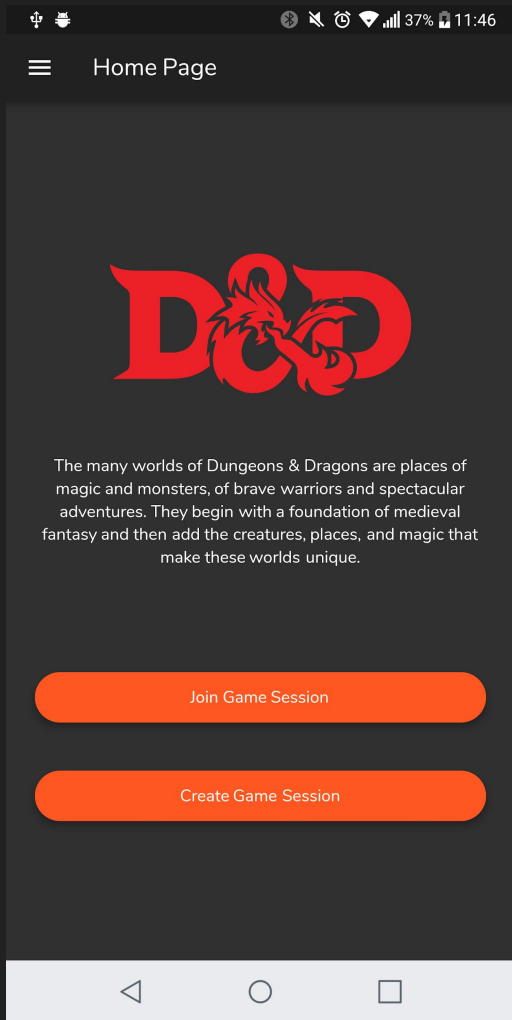 37% 11:46
Home Page
D&D
The many worlds of Dungeons & Dragons are places of
magic and monsters, of brave warriors and spectacular
adventures. They begin with a foundation of medieval
fantasy and then add the creatures, places, and magic that
make these worlds unique.
Join Game Session
Create Game Session